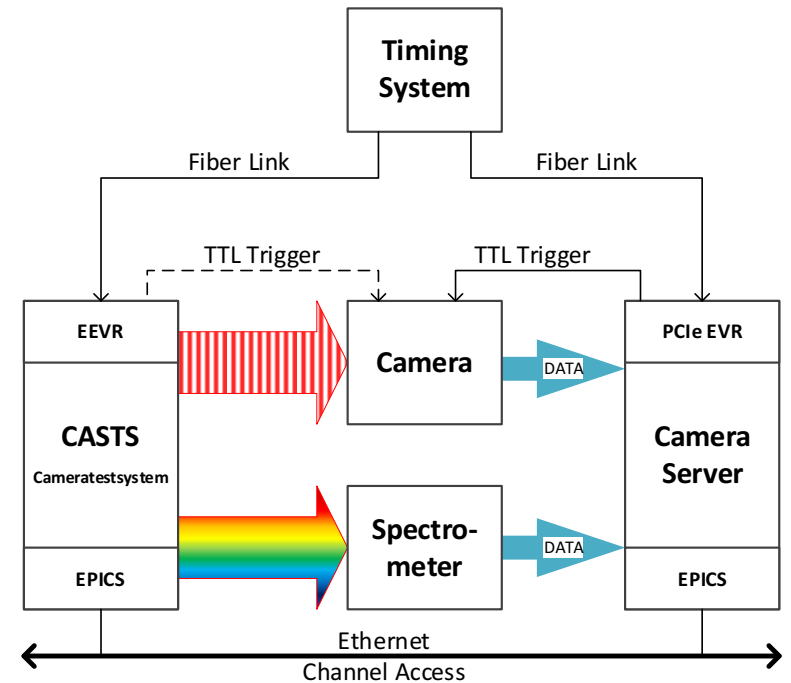 Timing
System
Fiber Link
Fiber Link
TTL Trigger
TTL Trigger
EEVR
CASTS
Cameratestsystem
EPICS
Camera
DATA
Spectro-
meter
DATA
PCIe EVR
Camera
Server
EPICS
Ethernet
Channel Access